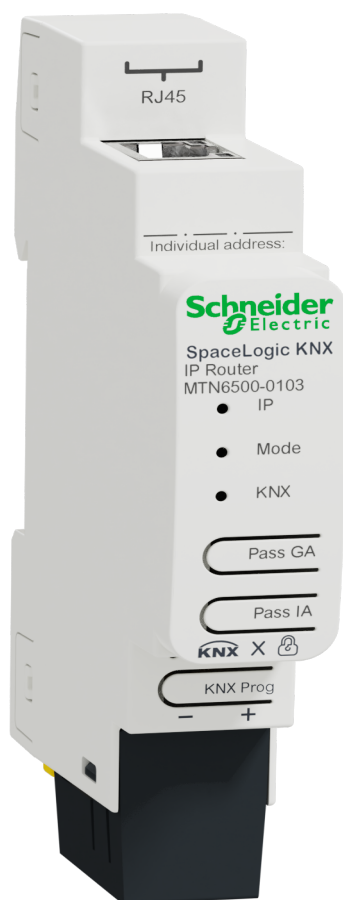 RJ45
Individual address:
Schneider
Electric
SpaceLogic KNX
IP Router
MTN6500-0103
IP
Mode
KNX
Pass GA
Pass IA
KNX X
KNX Prog
− +